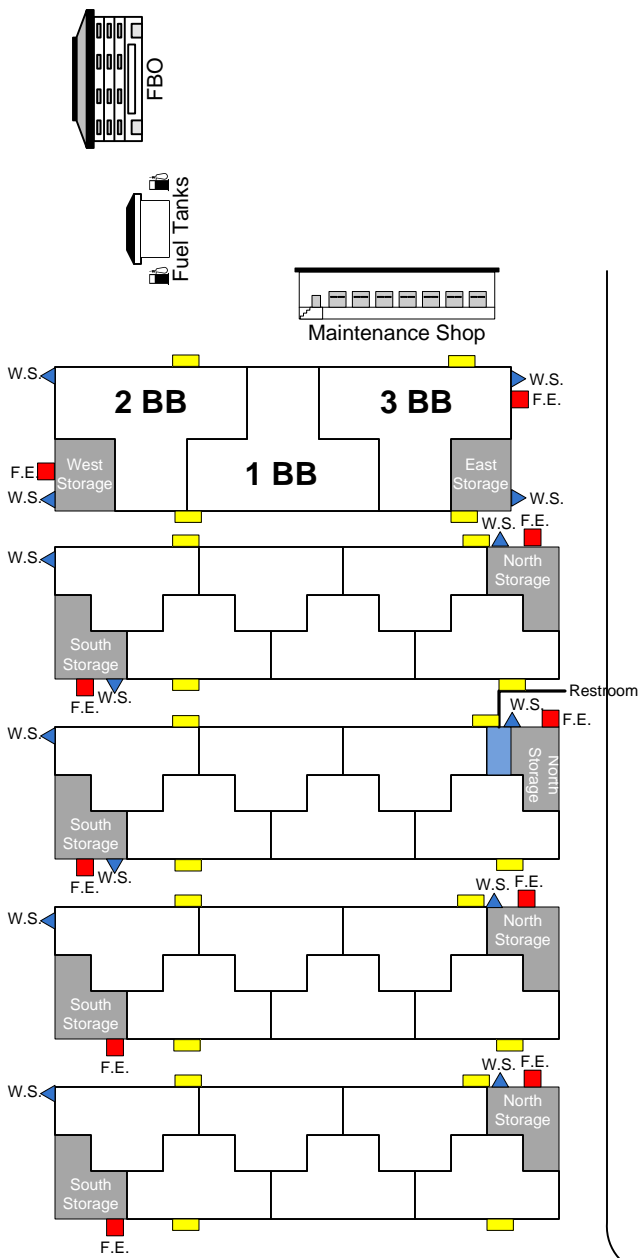 FBO
Fuel Tanks
Maintenance Shop
W.S.
2 BB
3 BB
W.S.
F.E.
F.E.
West
Storage
1 BB
East
Storage
W.S.
W.S.
W.S.
W.S.
F.E.
North
Storage
South
Storage
F.E.
W.S.
Restroom
W.S.
W.S.
F.E.
North
Storage
South
Storage
F.E.
W.S.
W.S.
W.S.
F.E.
North
Storage
South
Storage
F.E.
W.S.
W.S.
F.E.
North
Storage
South
Storage
F.E.